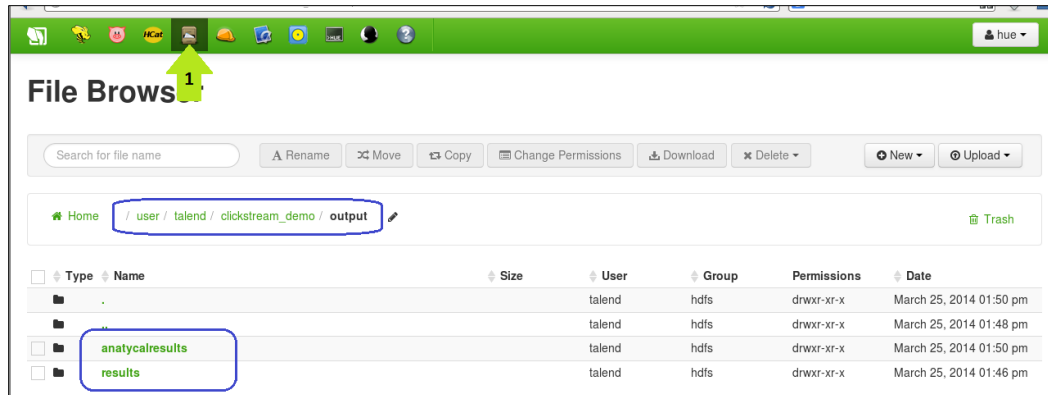 HCat HUE hue
1
File Browser
Search for file name A Rename Move Copy Change Permissions Download Delete New Upload
Home / user / talend / clickstream_demo / output Trash
Type Name Size User Group Permissions Date
. talend hdfs drwxr-xr-x March 25, 2014 01:50 pm
.. talend hdfs drwxr-xr-x March 25, 2014 01:48 pm
anatycalresults talend hdfs drwxr-xr-x March 25, 2014 01:50 pm
results talend hdfs drwxr-xr-x March 25, 2014 01:46 pm